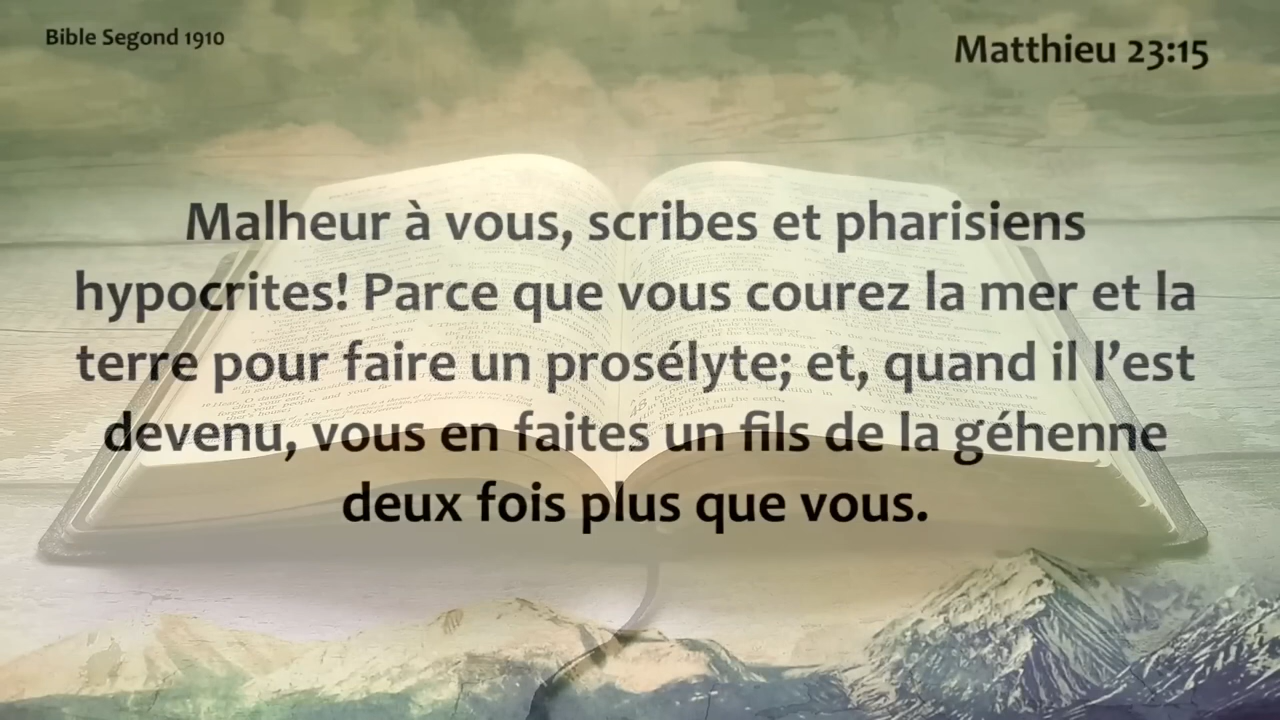 Bible Segond 1910
Matthieu 23:15
Malheur à vous, scribes et pharisiens
hypocrites! Parce que vous courez la mer et la
terre pour faire un prosélyte; et, quand il l’est
devenu, vous en faites un fils de la géhenne
deux fois plus que vous.